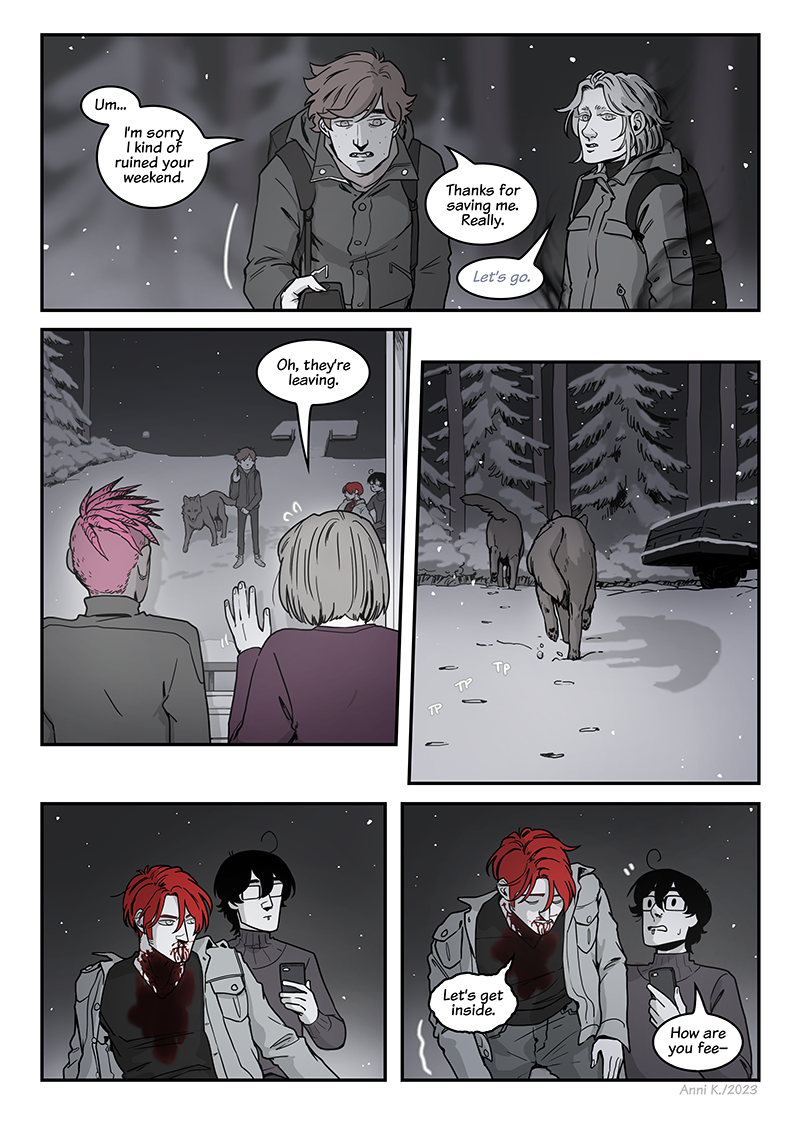 Um...
I'm sorry
I kind of
ruined your
weekend.
Thanks for
saving me.
Really.
Let's go.
Oh, they're
leaving.
TP
TP
TP
Let's get
inside.
How are
you fee–
Anni K./2023